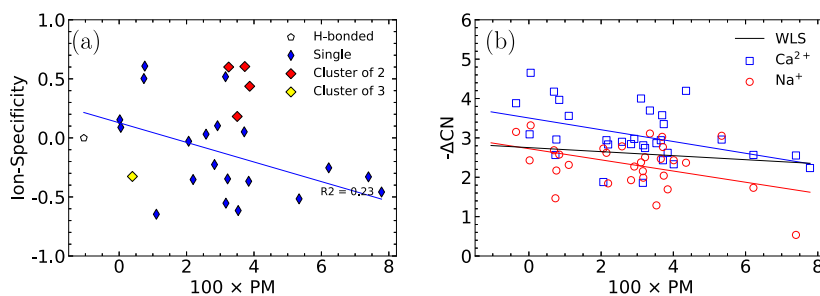 (a)
H-bonded
Single
Cluster of 2
Cluster of 3
R2 = 0.23
Ion-Specificity
1.0
0.5
0.0
-0.5
-1.0
0 2 4 6 8
100 × PM
(b)
WLS
Ca²⁺
Na⁺
-ΔCN
6
5
4
3
2
1
0
0 2 4 6 8
100 × PM